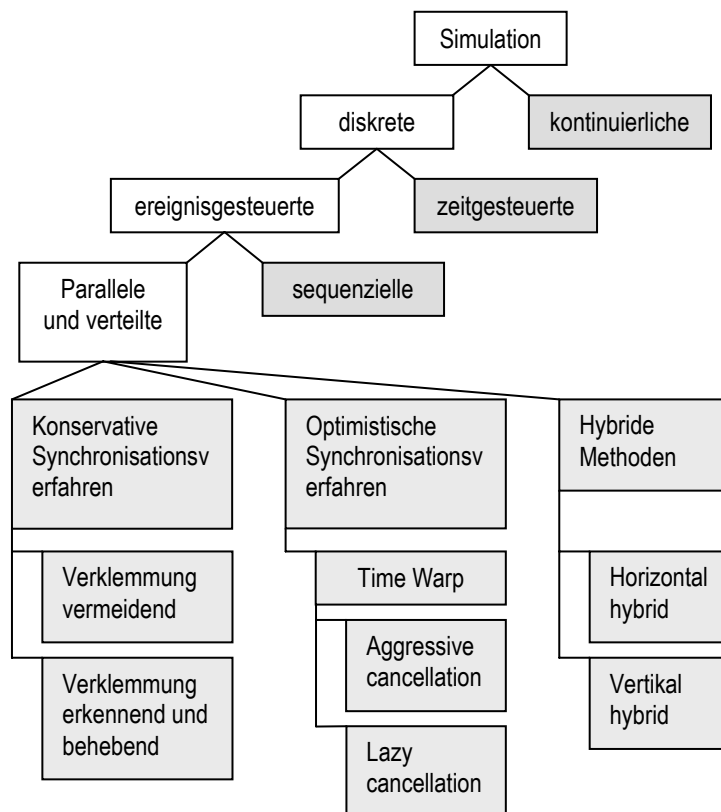 Simulation
diskrete
kontinuierliche
ereignisgesteuerte
zeitgesteuerte
Parallele
und verteilte
sequenzielle
Konservative
Synchronisationsv
erfahren
Optimistische
Synchronisationsv
erfahren
Hybride
Methoden
Verklemmung
vermeidend
Verklemmung
erkennend und
behebend
Time Warp
Aggressive
cancellation
Lazy
cancellation
Horizontal
hybrid
Vertikal
hybrid